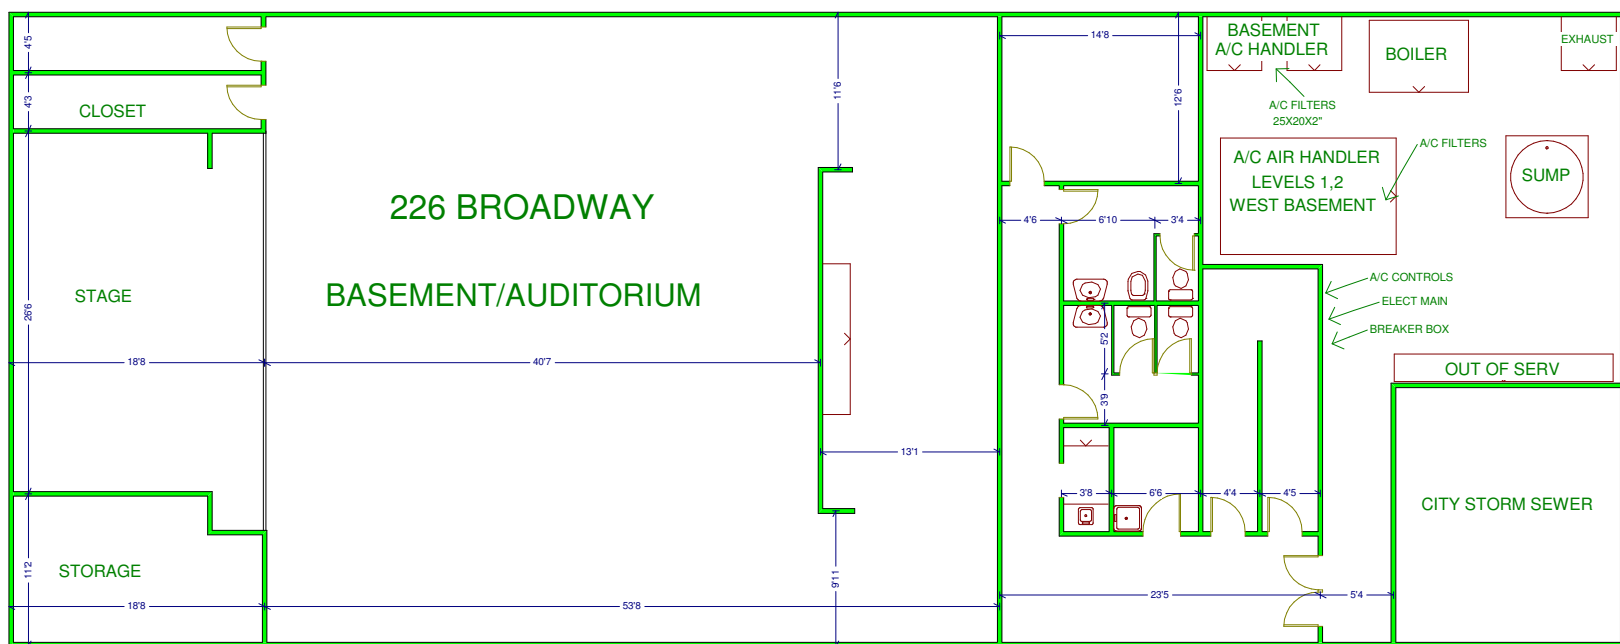 BASEMENT
A/C HANDLER
BOILER
EXHAUST
4'5
14'8
11'6
12'6
4'3
CLOSET
A/C FILTERS
25X20X2"
A/C FILTERS
A/C AIR HANDLER
LEVELS 1,2
WEST BASEMENT
SUMP
226 BROADWAY
4'6
6'10
3'4
BASEMENT/AUDITORIUM
STAGE
26'6
A/C CONTROLS
ELECT MAIN
BREAKER BOX
5'2
18'8
40'7
OUT OF SERV
3'9
13'1
3'8
6'6
4'4
4'5
CITY STORM SEWER
STORAGE
11'2
9'11
18'8
53'8
23'5
5'4